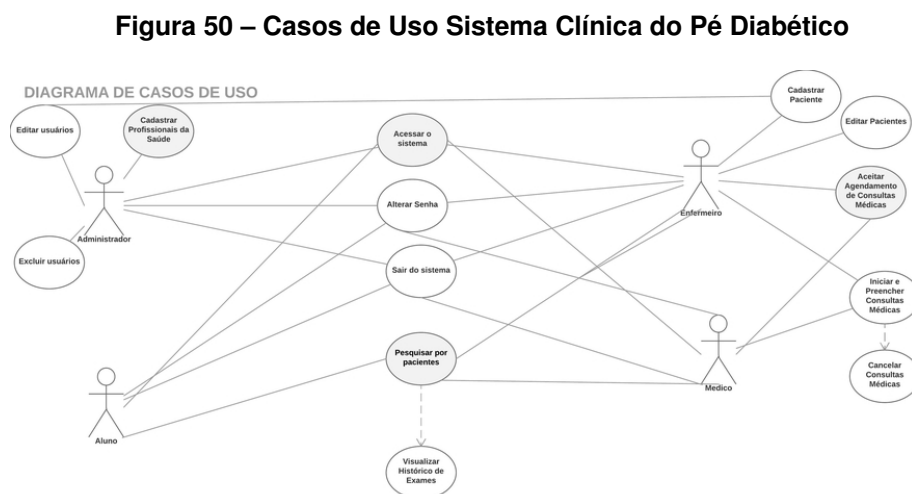 Figura 50 – Casos de Uso Sistema Clínica do Pé Diabético
DIAGRAMA DE CASOS DE USO
Editar usuários
Cadastrar
Profissionais da
Saúde
Acessar o
sistema
Cadastrar
Paciente
Editar Pacientes
Aceitar
Agendamento
de Consultas
Médicas
Alterar Senha
Enfermeiro
Administrador
Excluir usuários
Sair do sistema
Iniciar e
Preencher
Consultas
Médicas
Pesquisar por
pacientes
Cancelar
Consultas
Médicas
Medico
Aluno
Visualizar
Histórico de
Exames